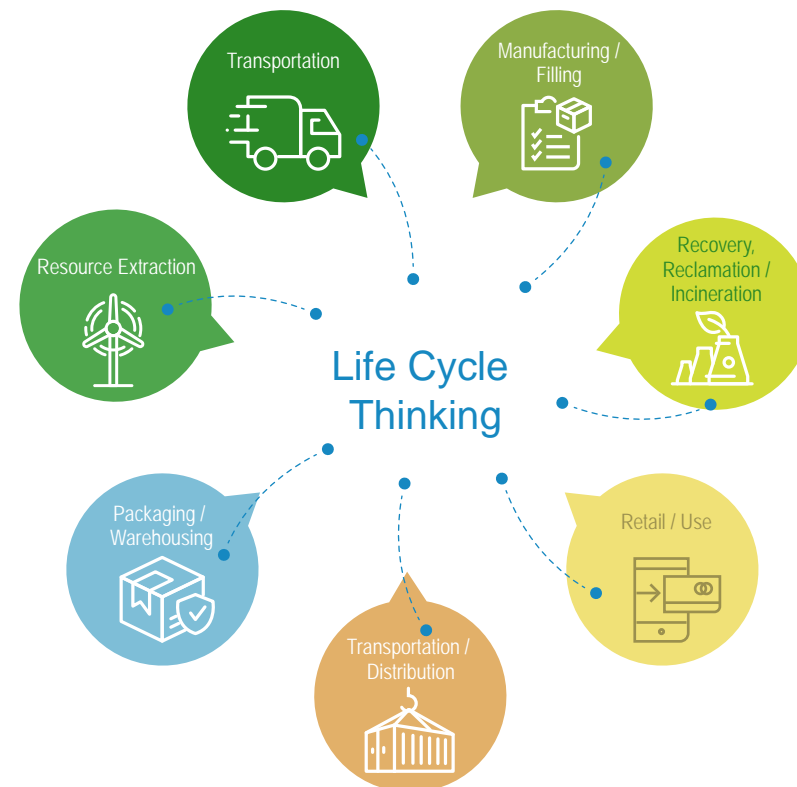 Transportation
Manufacturing /
Filling
Resource Extraction
Recovery,
Reclamation /
Incineration
Life Cycle
Thinking
Packaging /
Warehousing
Retail / Use
Transportation /
Distribution